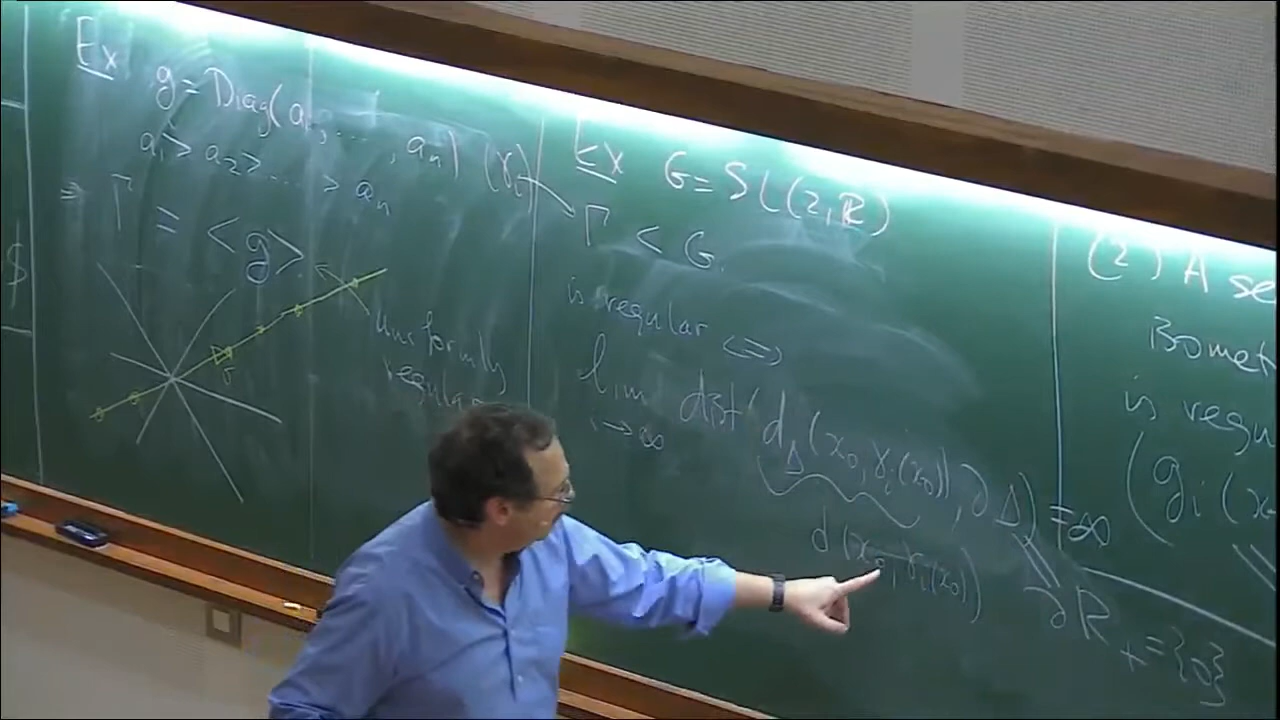 $
Ex g = Diag(a₁, ..., aₙ)
a₁ > a₂ > .... > aₙ
⇒ Γ = <g>
σ
uniformly
regular
(γᵢ)
Ex G = SL(2, ℝ)
Γ < G.
is regular <=>
lim dist(d_Δ(x₀, γᵢ(x₀)), ∂Δ) = ∞
i → ∞
d(x₀, γᵢ(x₀))
∂R₊ = {0}
(2) A se
Isomet
is regu
(gᵢ(x